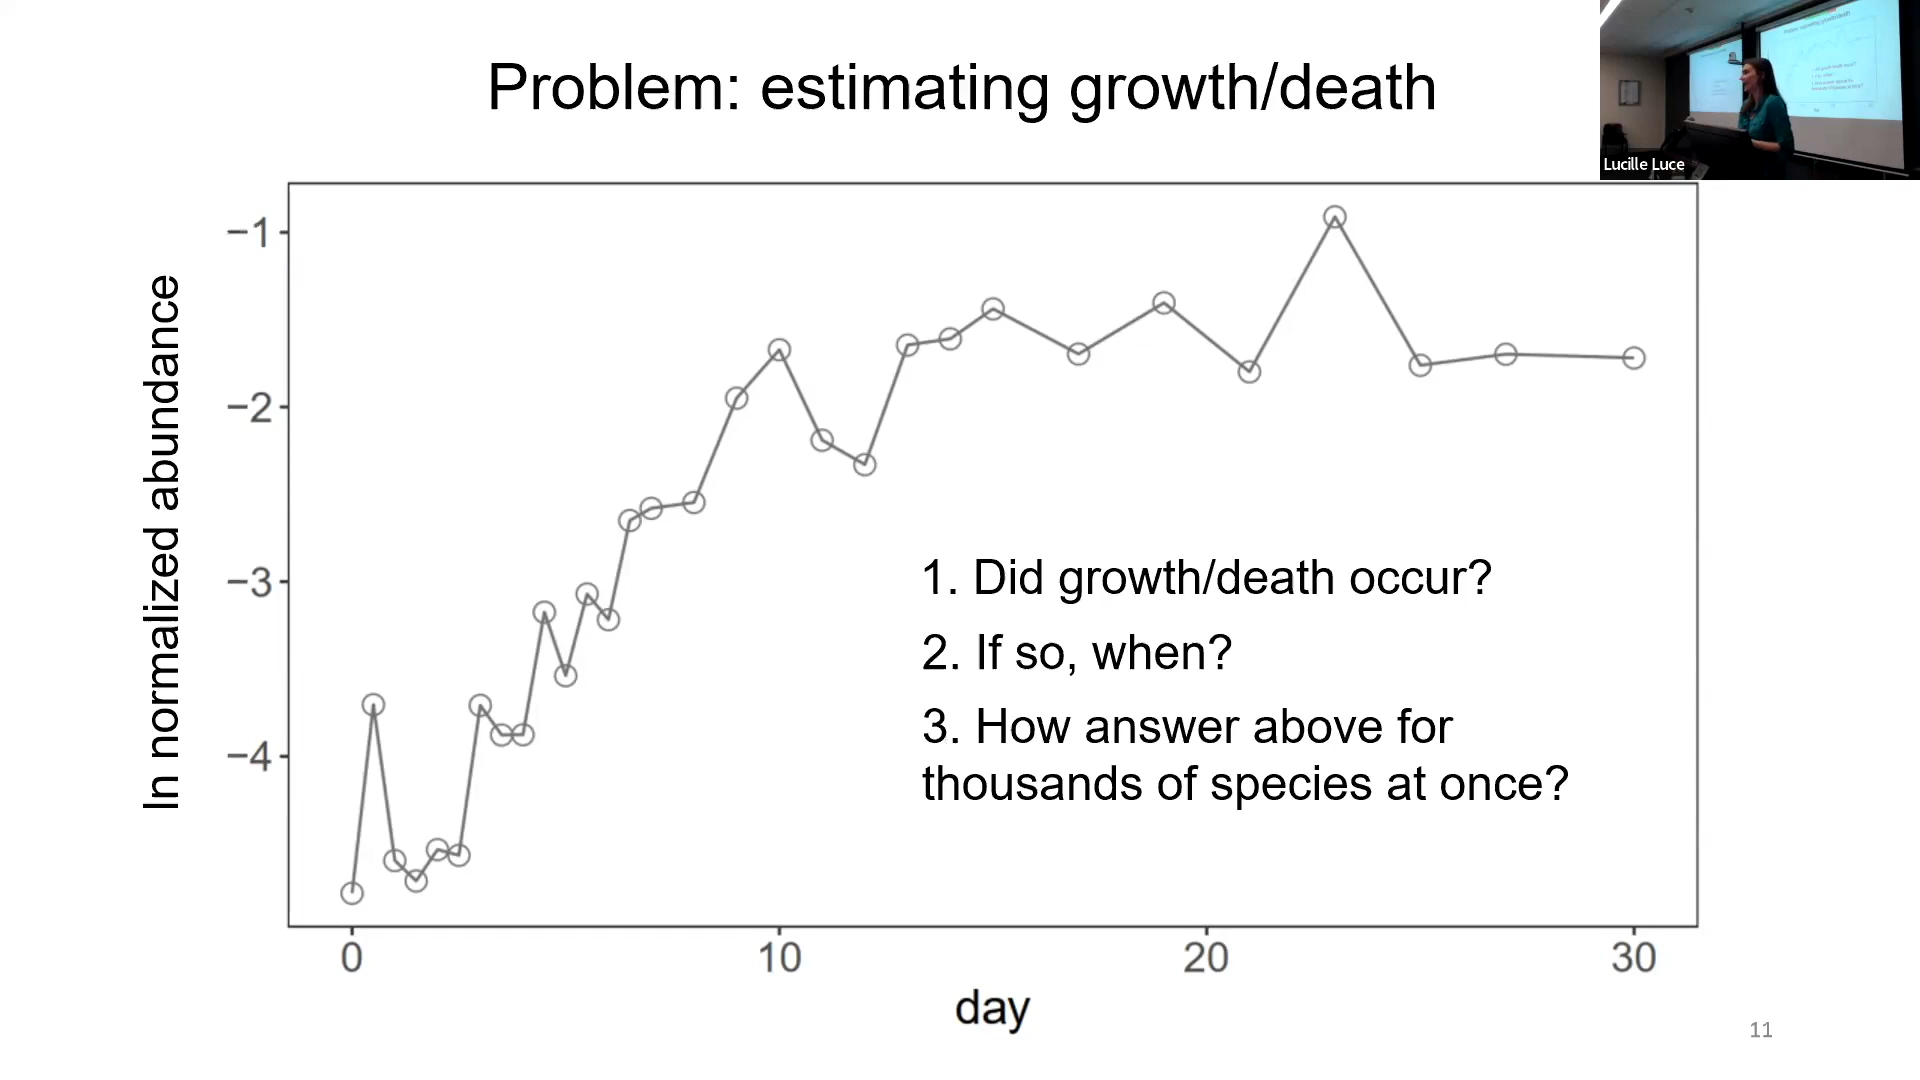 Problem: estimating growth/death
Lucille Luce
ln normalized abundance
−1
−2
−3
−4
1. Did growth/death occur?
2. If so, when?
3. How answer above for
thousands of species at once?
0
10
20
30
day
11